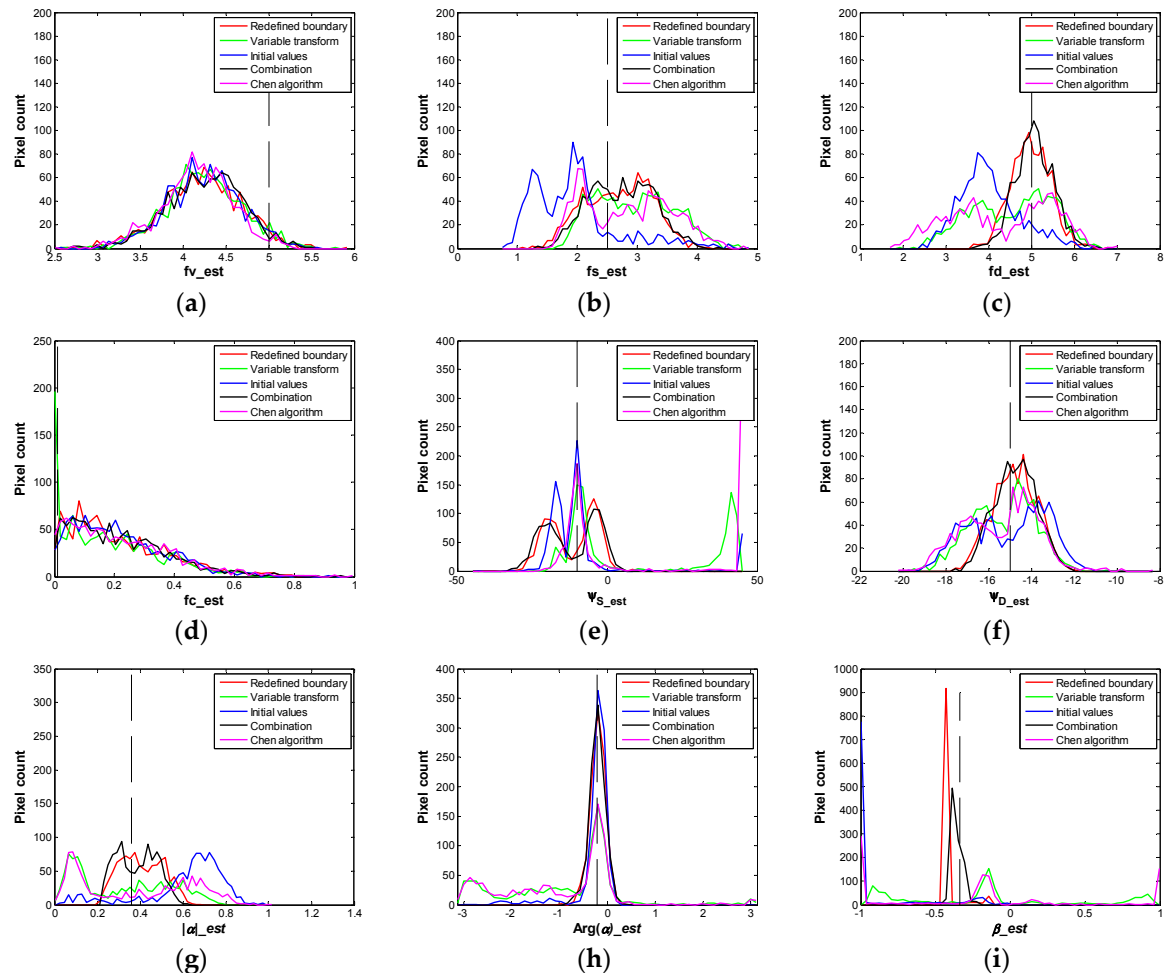 200
180
160
140
120
100
80
60
40
20
0
Pixel count
Redefined boundary
Variable transform
Initial values
Combination
Chen algorithm
2.5 3 3.5 4 4.5 5 5.5 6
fv_est
(a)
200
180
160
140
120
100
80
60
40
20
0
Pixel count
Redefined boundary
Variable transform
Initial values
Combination
Chen algorithm
0 1 2 3 4 5
fs_est
(b)
200
180
160
140
120
100
80
60
40
20
0
Pixel count
Redefined boundary
Variable transform
Initial values
Combination
Chen algorithm
1 2 3 4 5 6 7 8
fd_est
(c)
250
200
150
100
50
0
Pixel count
Redefined boundary
Variable transform
Initial values
Combination
Chen algorithm
0 0.2 0.4 0.6 0.8 1
fc_est
(d)
400
350
300
250
200
150
100
50
0
Pixel count
Redefined boundary
Variable transform
Initial values
Combination
Chen algorithm
-50 0 50
Ψ_S_est
(e)
200
180
160
140
120
100
80
60
40
20
0
Pixel count
Redefined boundary
Variable transform
Initial values
Combination
Chen algorithm
-22 -20 -18 -16 -14 -12 -10 -8
Ψ_D_est
(f)
350
300
250
200
150
100
50
0
Pixel count
Redefined boundary
Variable transform
Initial values
Combination
Chen algorithm
0 0.2 0.4 0.6 0.8 1 1.2 1.4
|α|_est
(g)
400
350
300
250
200
150
100
50
0
Pixel count
Redefined boundary
Variable transform
Initial values
Combination
Chen algorithm
-3 -2 -1 0 1 2 3
Arg(α)_est
(h)
1000
900
800
700
600
500
400
300
200
100
0
Pixel count
Redefined boundary
Variable transform
Initial values
Combination
Chen algorithm
-1 -0.5 0 0.5 1
β_est
(i)